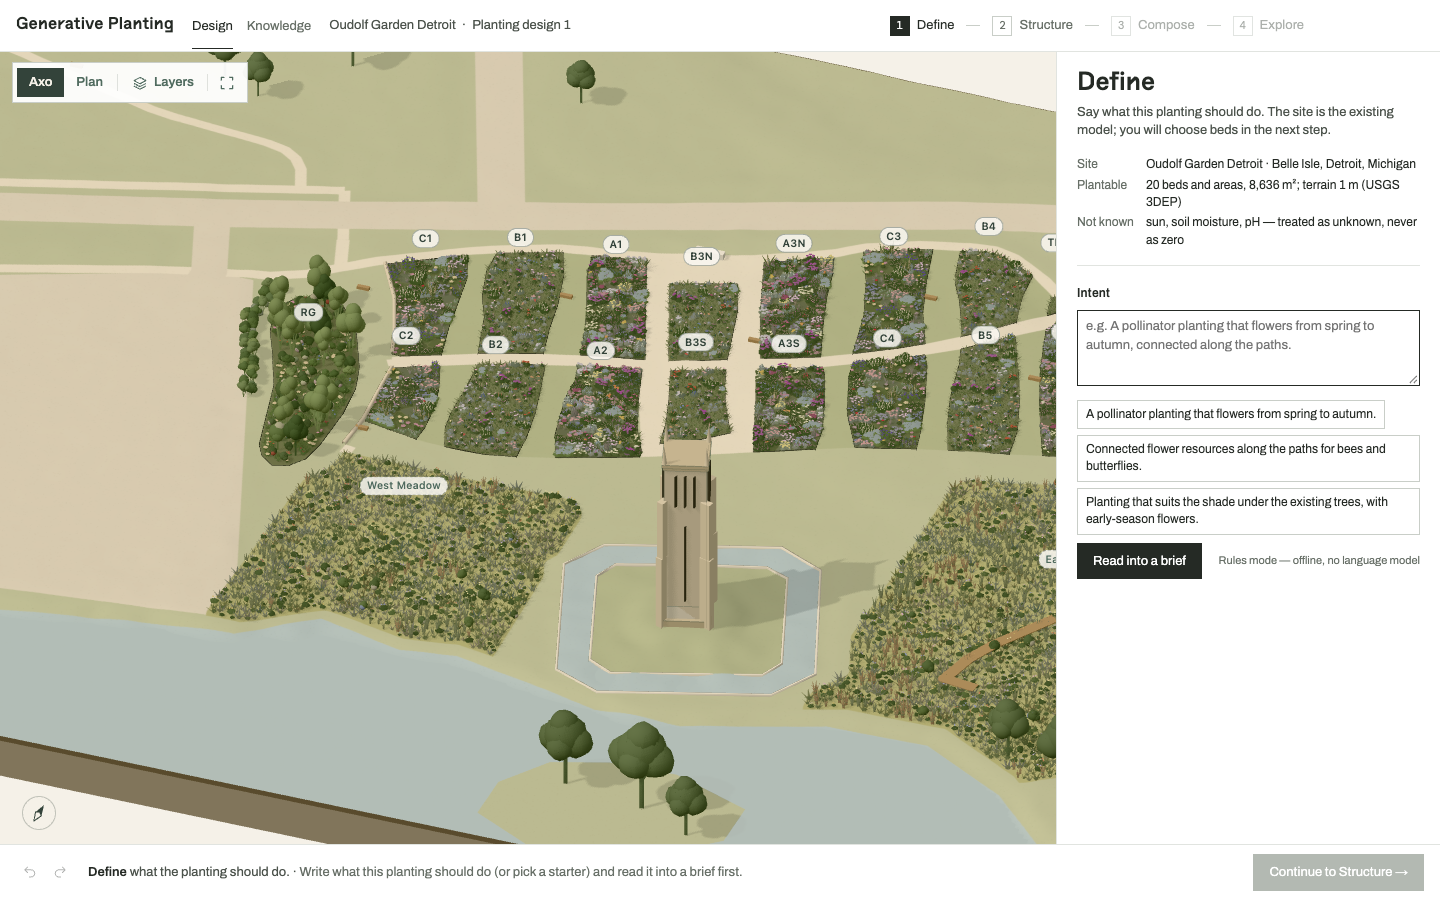 Generative Planting
Design
Knowledge
Oudolf Garden Detroit · Planting design 1
1 Define — 2 Structure — 3 Compose — 4 Explore
Axo
Plan
Layers
C1
B1
A1
B3N
A3N
C3
B4
RG
C2
B2
A2
B3S
A3S
C4
B5
West Meadow
Define
Say what this planting should do. The site is the existing
model; you will choose beds in the next step.
Site Oudolf Garden Detroit · Belle Isle, Detroit, Michigan
Plantable 20 beds and areas, 8,636 m²; terrain 1 m (USGS
3DEP)
Not known sun, soil moisture, pH — treated as unknown, never
as zero
Intent
e.g. A pollinator planting that flowers from spring to
autumn, connected along the paths.
A pollinator planting that flowers from spring to autumn.
Connected flower resources along the paths for bees and
butterflies.
Planting that suits the shade under the existing trees, with
early-season flowers.
Read into a brief
Rules mode — offline, no language model
Define what the planting should do. · Write what this planting should do (or pick a starter) and read it into a brief first.
Continue to Structure →